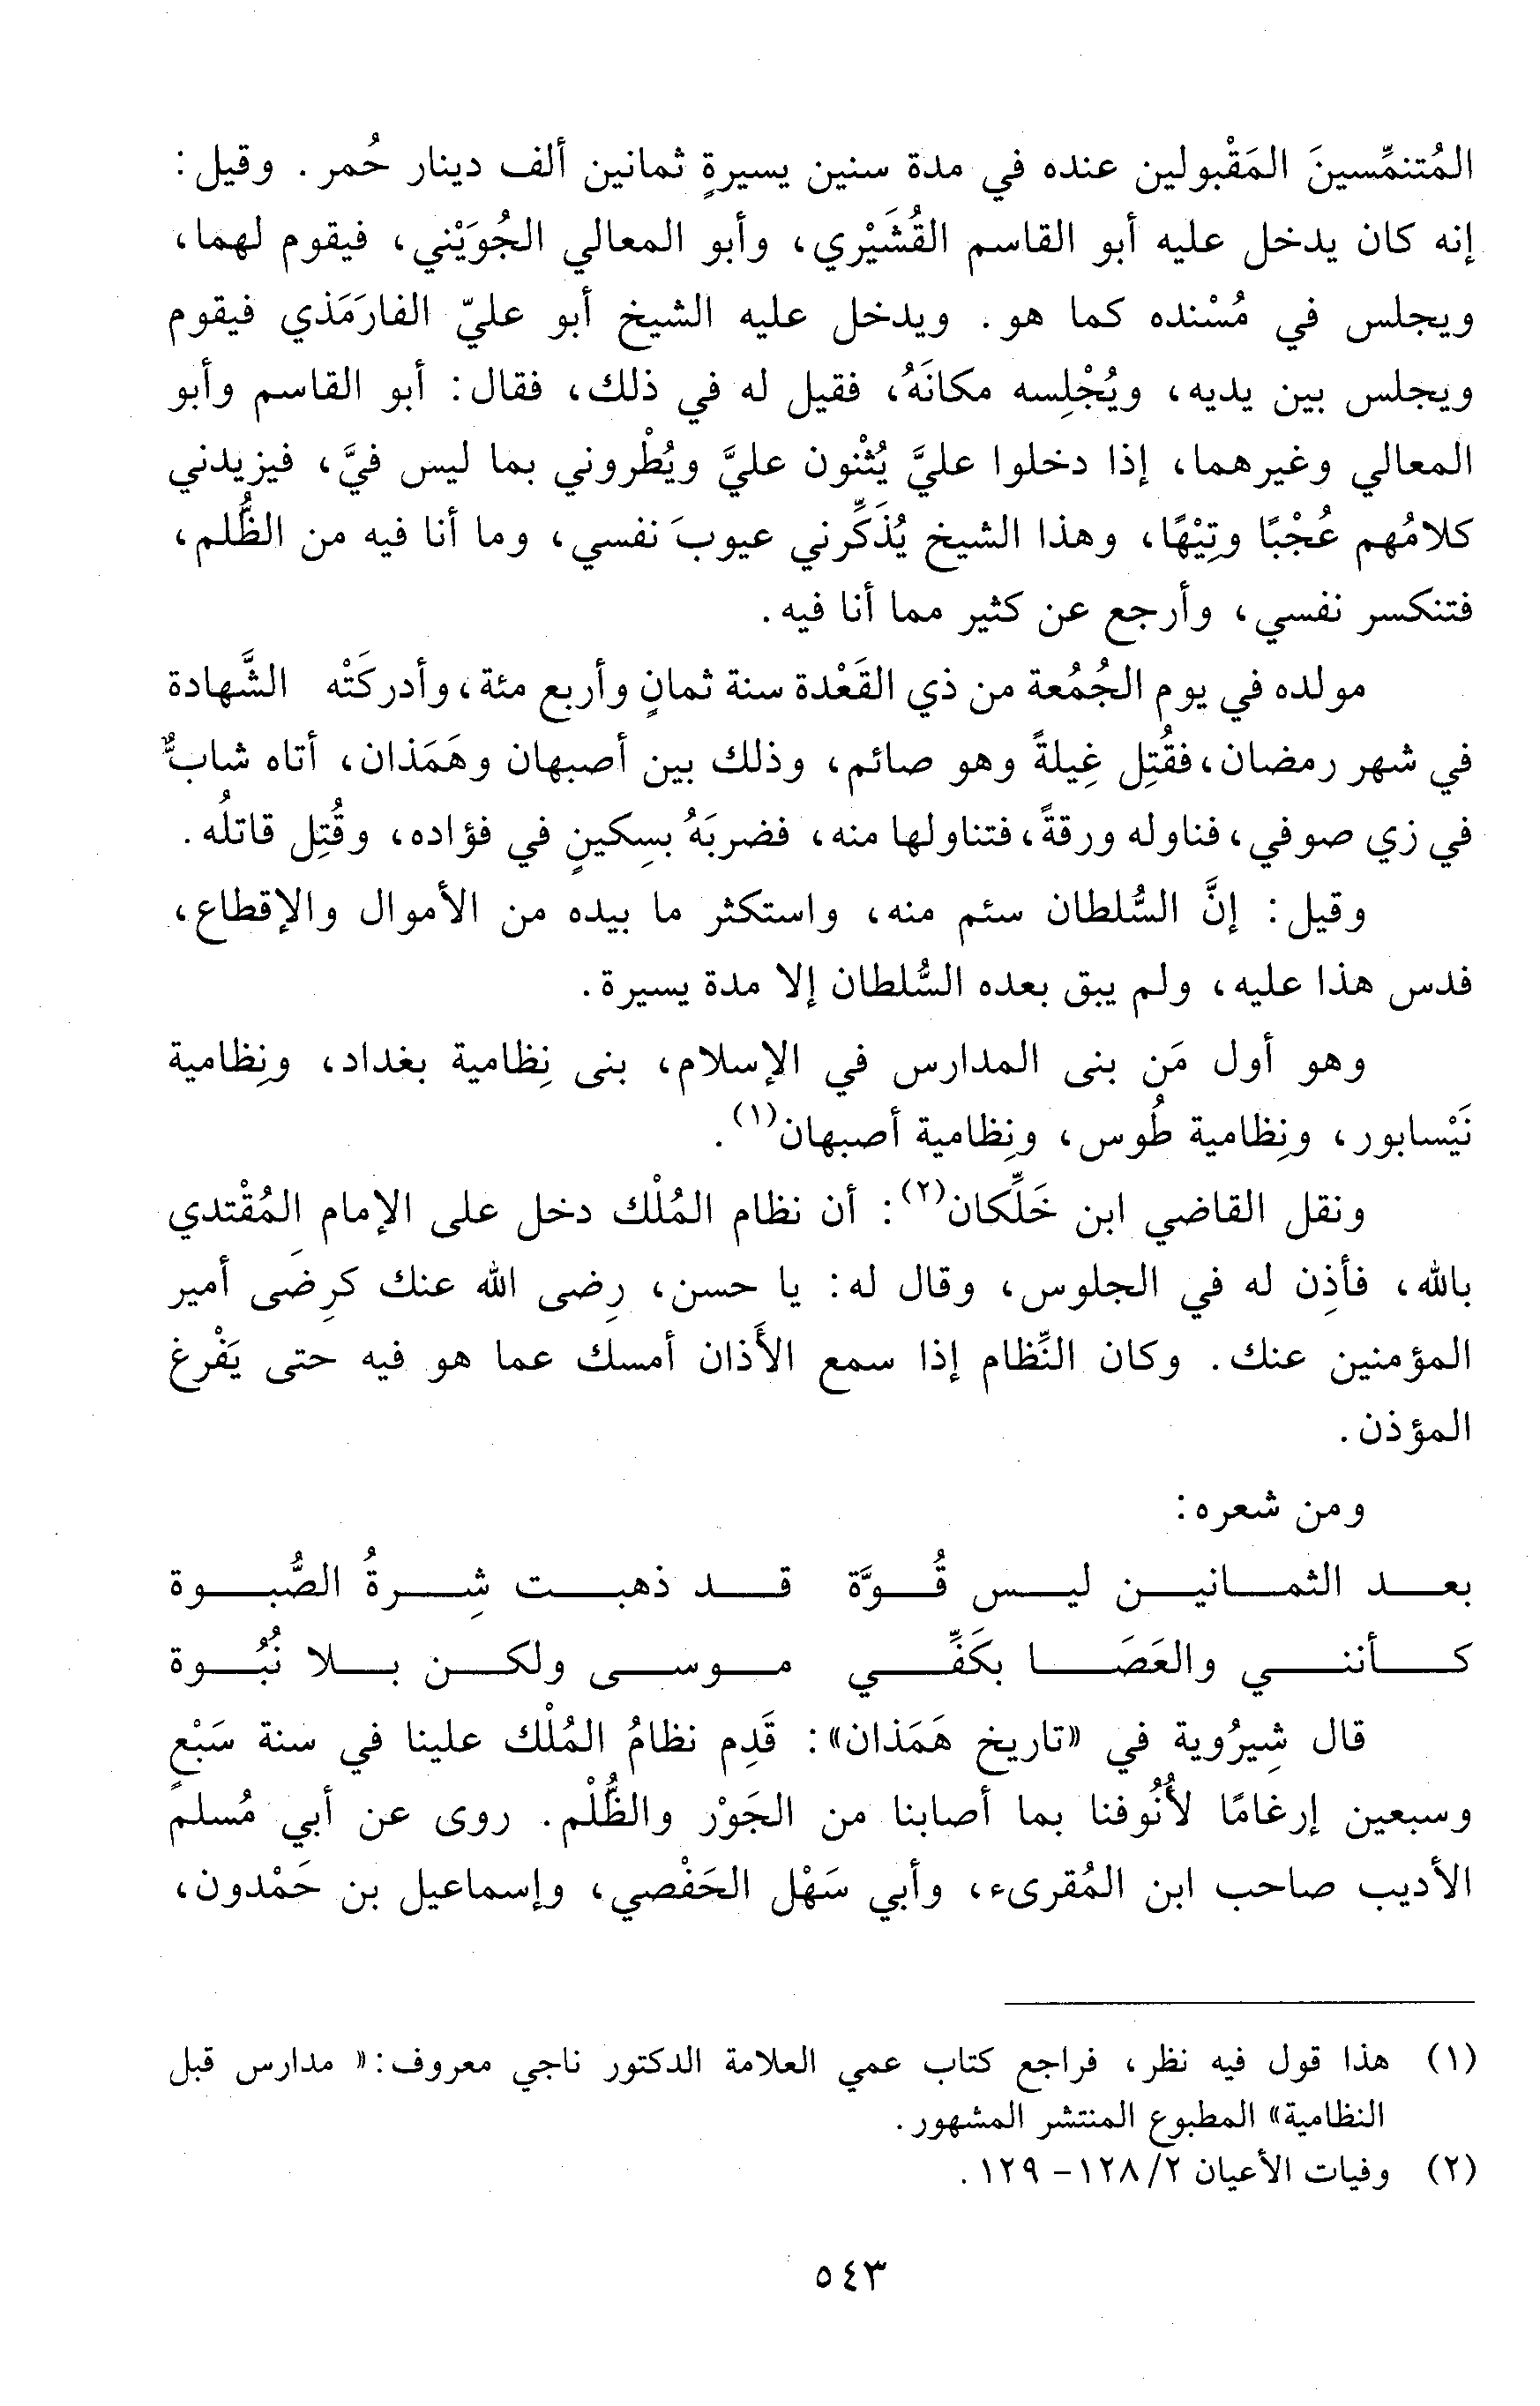 المُتنمِّسينَ المَقْبولين عنده في مدة سنين يسيرةٍ ثمانين ألف دينار حُمر. وقيل:
إنه كان يدخل عليه أبو القاسم القُشَيْري، وأبو المعالي الجُوَيْني، فيقوم لهما،
ويجلس في مُسْنده كما هو. ويدخل عليه الشيخ أبو عليّ الفارَمَذي فيقوم
ويجلس بين يديه، ويُجْلِسه مكانَهُ، فقيل له في ذلك، فقال: أبو القاسم وأبو
المعالي وغيرهما، إذا دخلوا عليَّ يُثْنون عليَّ ويُطْروني بما ليس فيَّ، فيزيدني
كلامُهم عُجْبًا وتِيْهًا، وهذا الشيخ يُذَكِّرني عيوبَ نفسي، وما أنا فيه من الظُّلم،
فتنكسر نفسي، وأرجع عن كثير مما أنا فيه.
مولده في يوم الجُمُعة من ذي القَعْدة سنة ثمانٍ وأربع مئة، وأدركَتْه الشَّهادة
في شهر رمضان، فقُتِل غِيلةً وهو صائم، وذلك بين أصبهان وهَمَذان، أتاه شابٌّ
في زي صوفي، فناوله ورقةً، فتناولها منه، فضربَهُ بسِكينٍ في فؤاده، وقُتِل قاتلُه.
وقيل: إنَّ السُّلطان سئم منه، واستكثر ما بيده من الأموال والإقطاع،
فدس هذا عليه، ولم يبق بعده السُّلطان إلا مدة يسيرة.
وهو أول مَن بنى المدارس في الإسلام، بنى نِظامية بغداد، ونِظامية
نَيْسابور، ونِظامية طُوس، ونِظامية أصبهان(١).
ونقل القاضي ابن خَلِّكان(٢): أن نظام المُلْك دخل على الإمام المُقْتدي
بالله، فأذِن له في الجلوس، وقال له: يا حسن، رِضى الله عنك كرِضَى أمير
المؤمنين عنك. وكان النِّظام إذا سمع الأَذان أمسك عما هو فيه حتى يَفْرغ
المؤذن.
ومن شعره:
بعد الثمانين ليس قُوَّة قد ذهبت شِرةُ الصُّبوة
كأنني والعَصَا بكَفِّي موسى ولكن بلا نُبُوة
قال شِيرُوية في «تاريخ هَمَذان»: قَدِم نظامُ المُلْك علينا في سنة سَبْعٍ
وسبعين إرغامًا لأُنُوفنا بما أصابنا من الجَوْر والظُّلْم. روى عن أبي مُسلم
الأديب صاحب ابن المُقرىء، وأبي سَهْل الحَفْصي، وإسماعيل بن حَمْدون،
(١) هذا قول فيه نظر، فراجع كتاب عمي العلامة الدكتور ناجي معروف: « مدارس قبل
النظامية» المطبوع المنتشر المشهور.
(٢) وفيات الأعيان ٢/ ١٢٨- ١٢٩.
٥٤٣